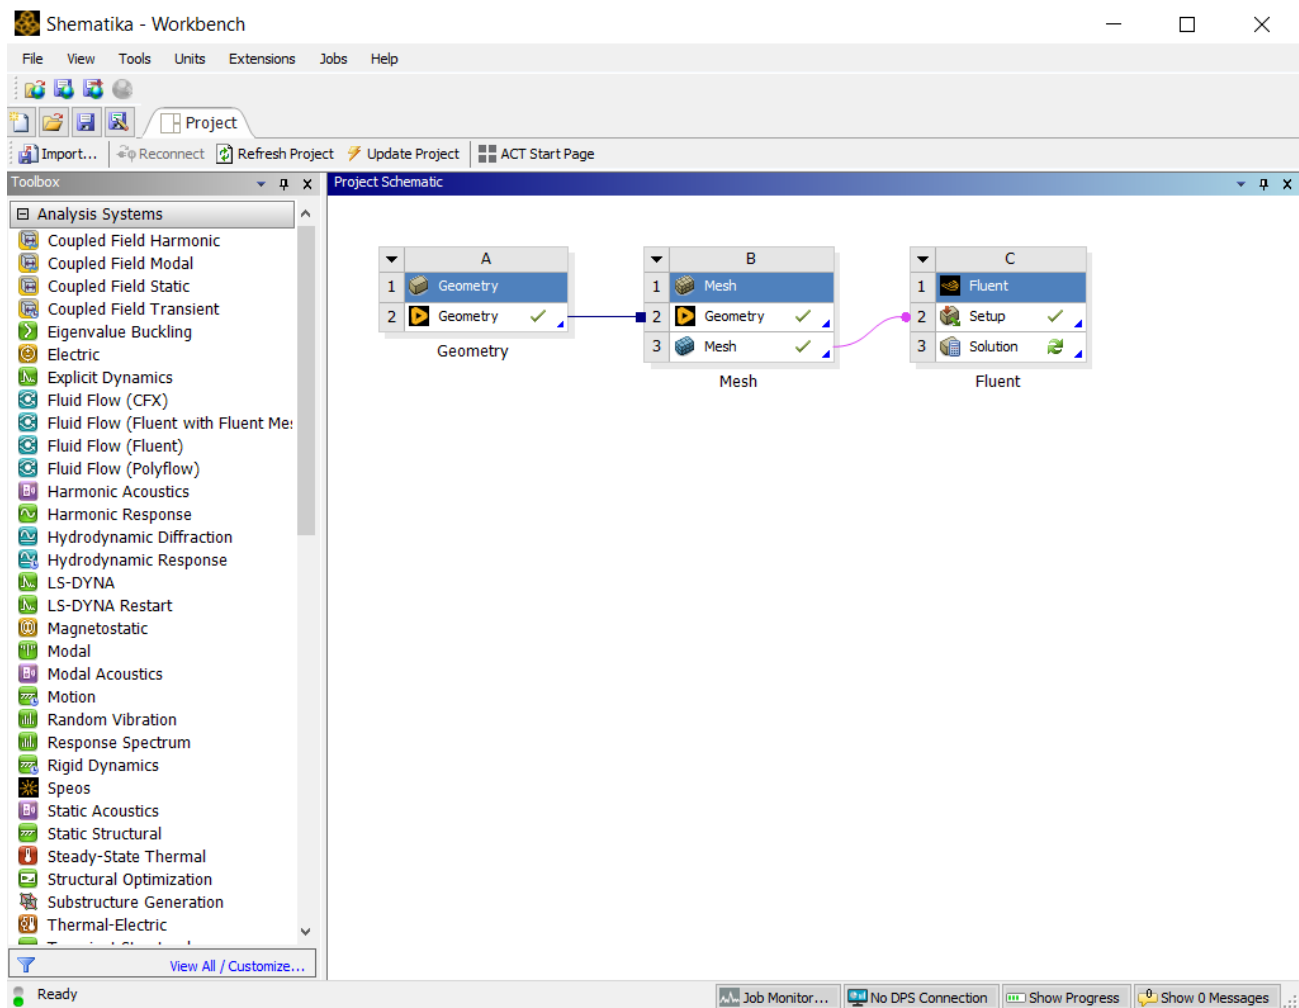 Shematika - Workbench
File View Tools Units Extensions Jobs Help
Project
Import... Reconnect Refresh Project Update Project ACT Start Page
Toolbox
Project Schematic
Analysis Systems
Coupled Field Harmonic
Coupled Field Modal
Coupled Field Static
Coupled Field Transient
Eigenvalue Buckling
Electric
Explicit Dynamics
Fluid Flow (CFX)
Fluid Flow (Fluent with Fluent Me
Fluid Flow (Fluent)
Fluid Flow (Polyflow)
Harmonic Acoustics
Harmonic Response
Hydrodynamic Diffraction
Hydrodynamic Response
LS-DYNA
LS-DYNA Restart
Magnetostatic
Modal
Modal Acoustics
Motion
Random Vibration
Response Spectrum
Rigid Dynamics
Speos
Static Acoustics
Static Structural
Steady-State Thermal
Structural Optimization
Substructure Generation
Thermal-Electric
View All / Customize...
A
1 Geometry
2 Geometry
Geometry
B
1 Mesh
2 Geometry
3 Mesh
Mesh
C
1 Fluent
2 Setup
3 Solution
Fluent
Ready
Job Monitor... No DPS Connection Show Progress 0 Show 0 Messages